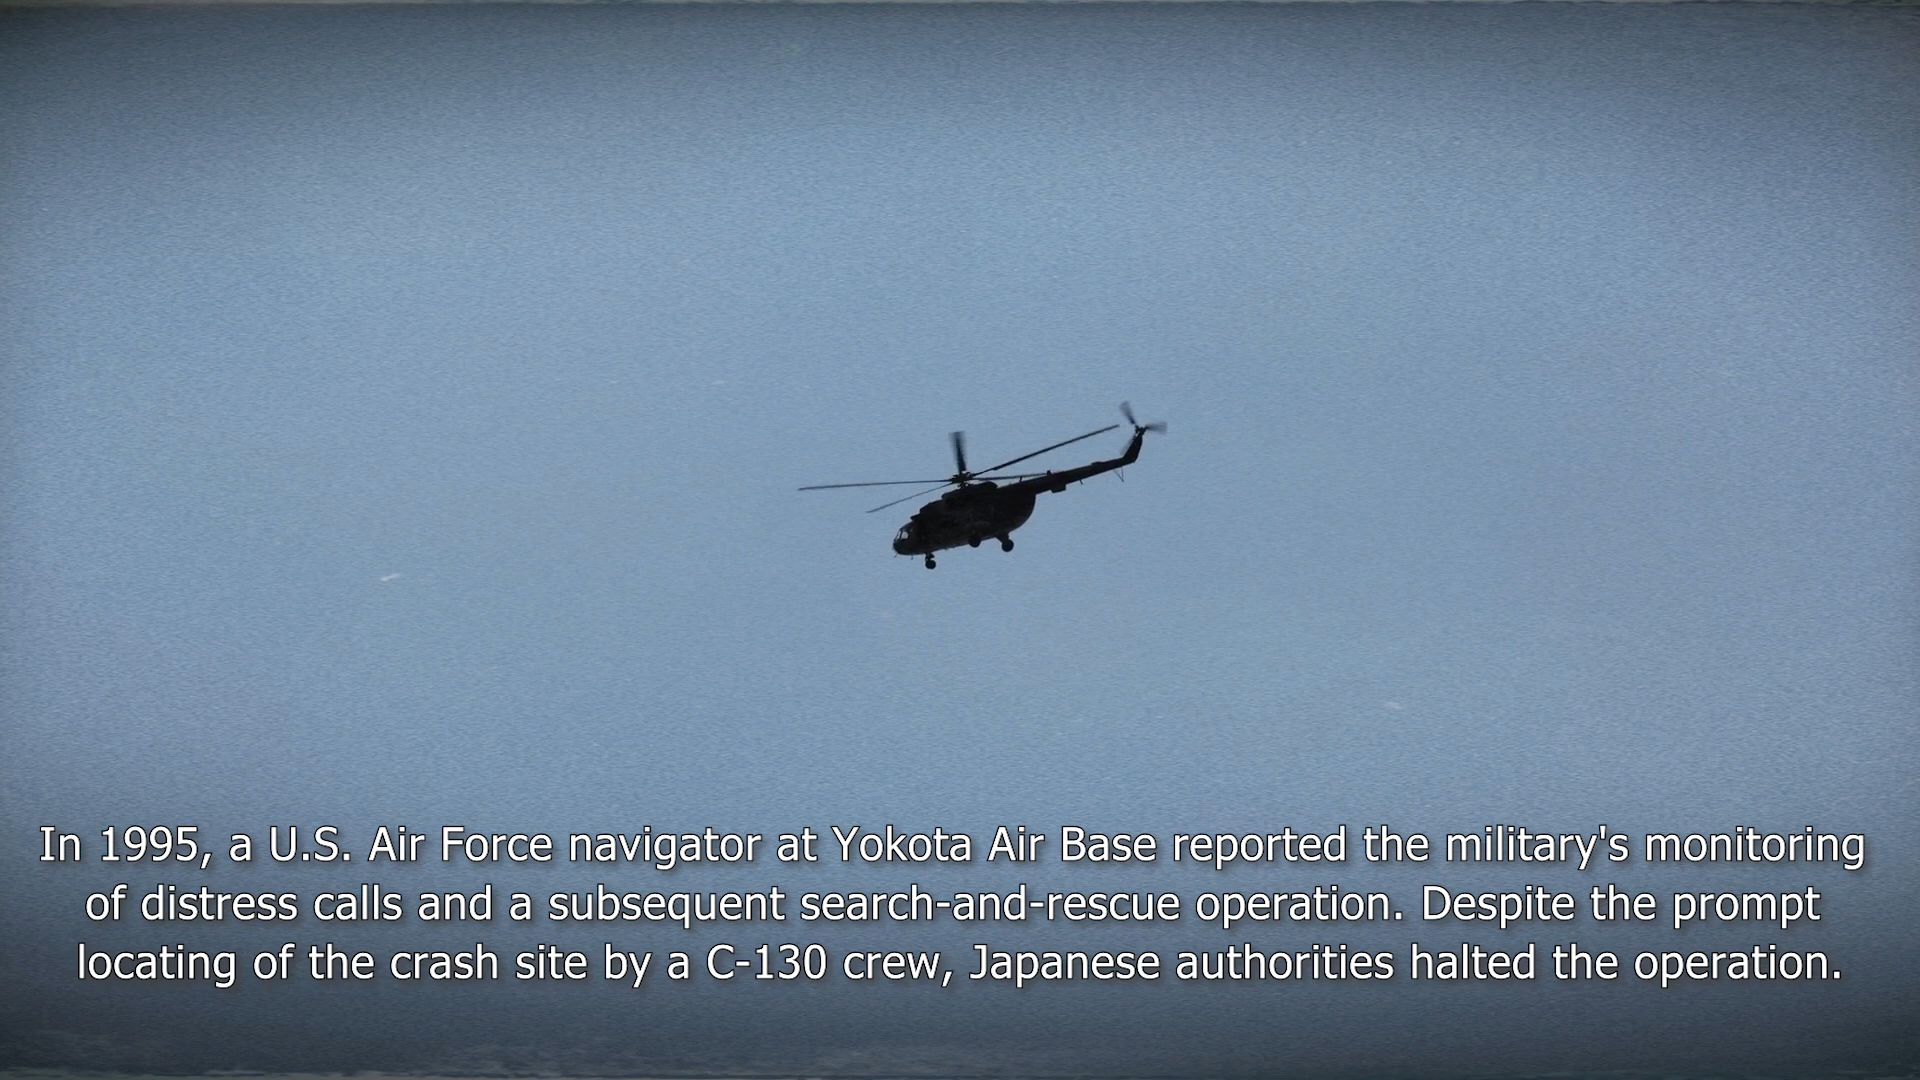 In 1995, a U.S. Air Force navigator at Yokota Air Base reported the military's monitoring
of distress calls and a subsequent search-and-rescue operation. Despite the prompt
locating of the crash site by a C-130 crew, Japanese authorities halted the operation.